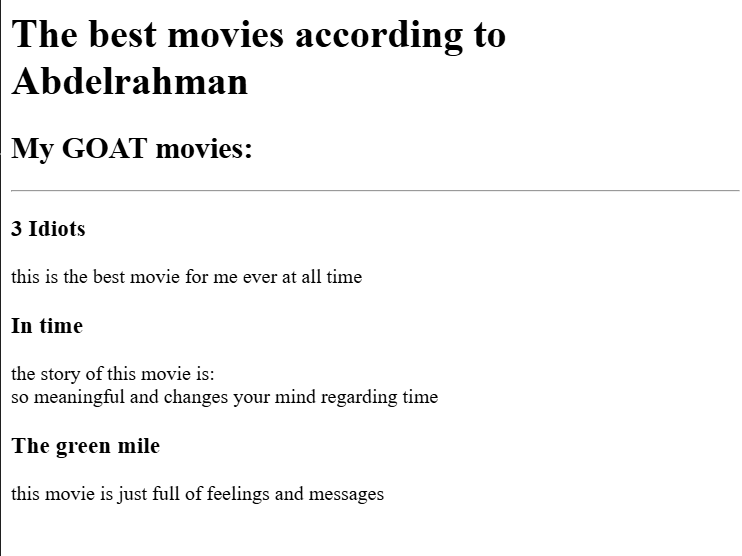 The best movies according to
Abdelrahman
My GOAT movies:
3 Idiots
this is the best movie for me ever at all time
In time
the story of this movie is:
so meaningful and changes your mind regarding time
The green mile
this movie is just full of feelings and messages